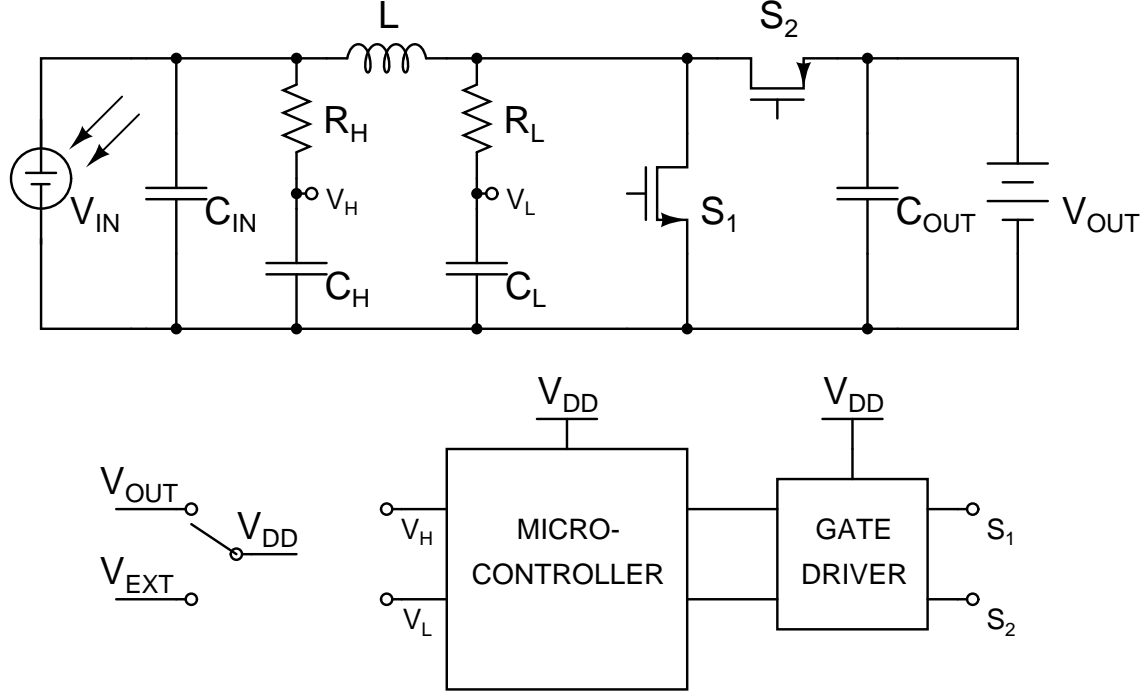 L
S2
RH
RL
VH
VL
VIN
CIN
S1
COUT
VOUT
CH
CL
VDD
VDD
VOUT
VDD
VEXT
VH
VL
MICRO-
CONTROLLER
GATE
DRIVER
S1
S2